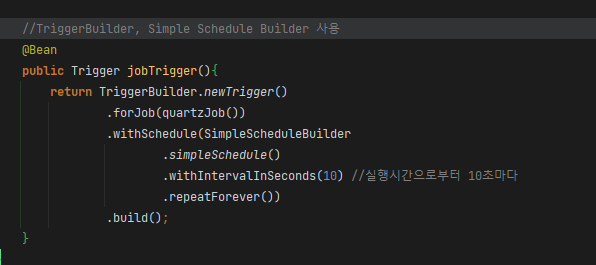 //TriggerBuilder, Simple Schedule Builder 사용
@Bean
public Trigger jobTrigger(){
return TriggerBuilder.newTrigger()
.forJob(quartzJob())
.withSchedule(SimpleScheduleBuilder
.simpleSchedule()
.withIntervalInSeconds(10) //실행시간으로부터 10초마다
.repeatForever())
.build();
}